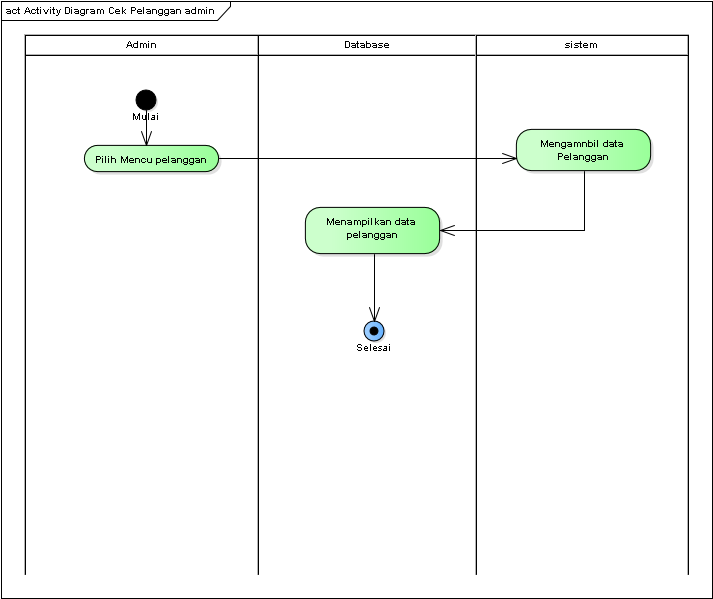 act Activity Diagram Cek Pelanggan admin
Admin
Database
sistem
Mulai
Pilih Mencu pelanggan
Mengamnbil data
Pelanggan
Menampilkan data
pelanggan
Selesai